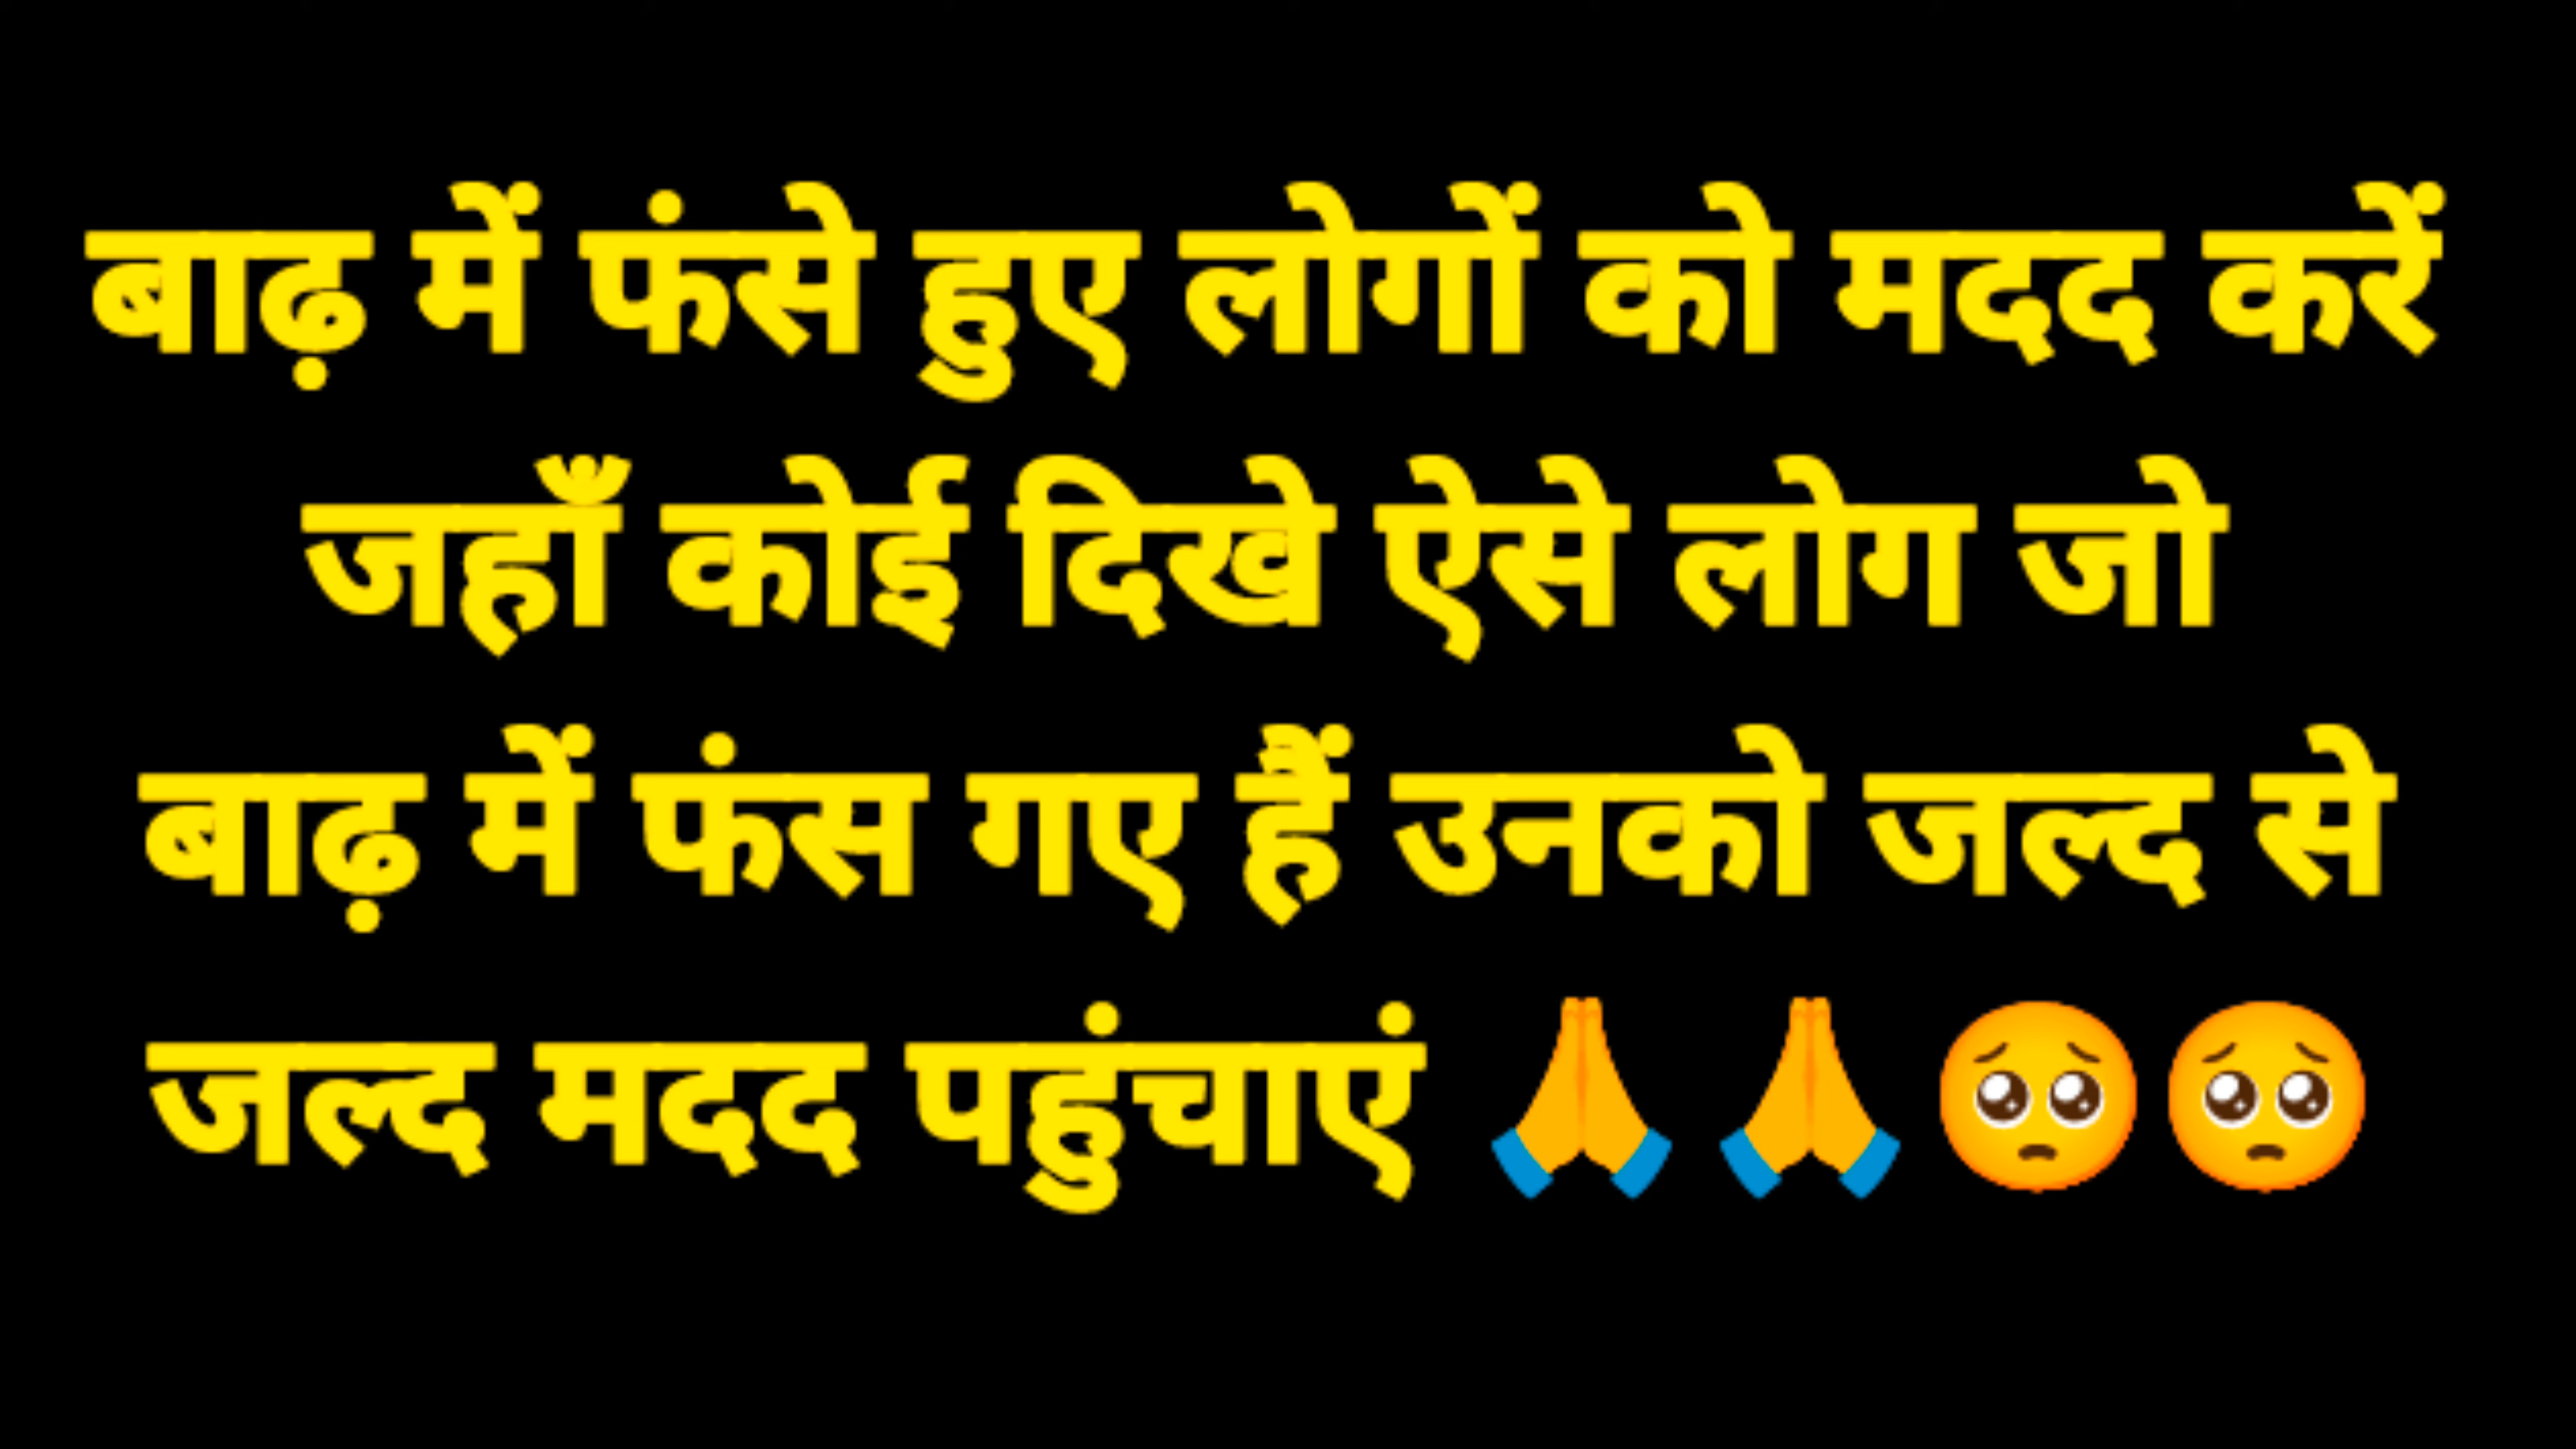 बाढ़ में फंसे हुए लोगों को मदद करें
जहाँ कोई दिखे ऐसे लोग जो
बाढ़ में फंस गए हैं उनको जल्द से
जल्द मदद पहुंचाएं 🙏🙏🥺🥺